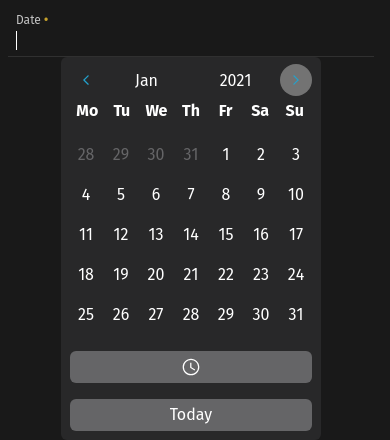 Date •
Jan 2021
Mo Tu We Th Fr Sa Su
28 29 30 31 1 2 3
4 5 6 7 8 9 10
11 12 13 14 15 16 17
18 19 20 21 22 23 24
25 26 27 28 29 30 31
Today